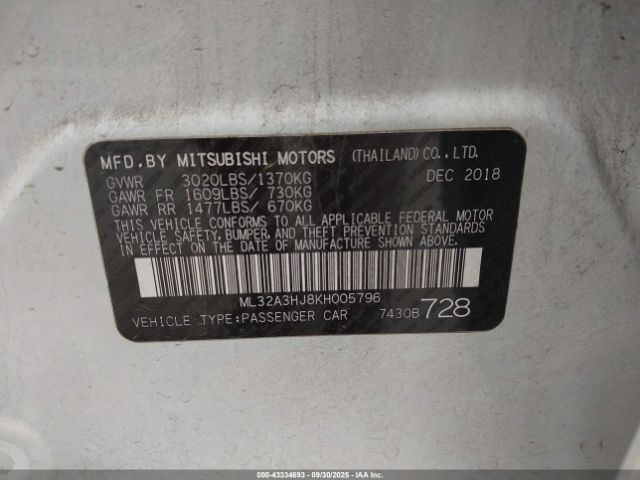 MFD.BY MITSUBISHI MOTORS (THAILAND) CO., LTD.
GVWR 3020LBS/1370KG DEC 2018
GAWR FR 1609LBS/ 730KG
GAWR RR 1477LBS/ 670KG
THIS VEHICLE CONFORMS TO ALL APPLICABLE FEDERAL MOTOR
VEHICLE SAFETY, BUMPER, AND THEFT PREVENTION STANDARDS
IN EFFECT ON THE DATE OF MANUFACTURE SHOWN ABOVE.
ML32A3HJ8KH005796
VEHICLE TYPE:PASSENGER CAR 7430B 728
000-43334693 - 09/30/2025 - IAAI.com